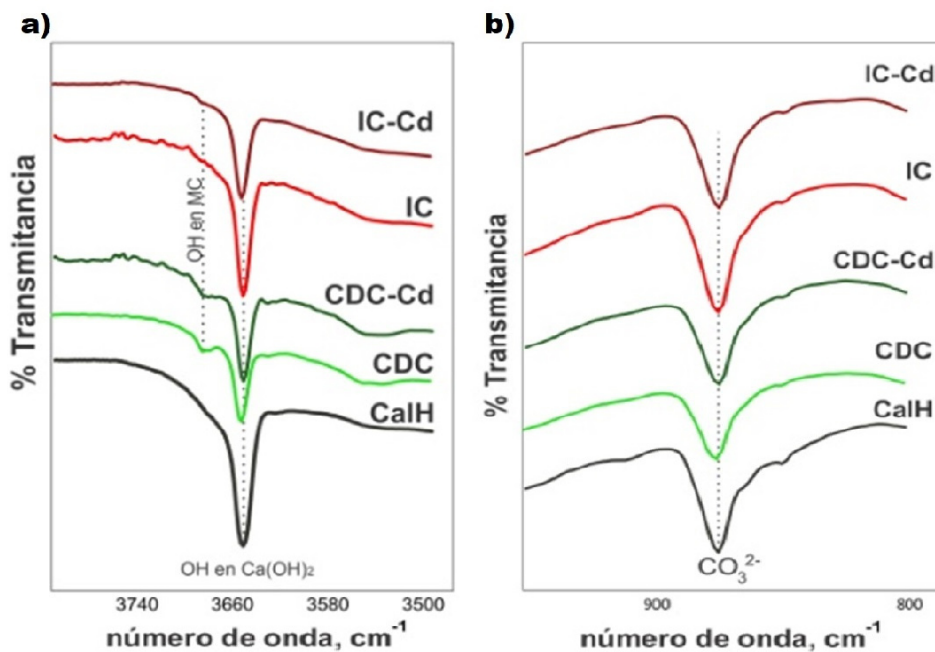 a)
% Transmitancia
IC-Cd
IC
OH en MC
CDC-Cd
CDC
CalH
OH en Ca(OH)₂
3740 3660 3580 3500
número de onda, cm⁻¹
b)
% Transmitancia
IC-Cd
IC
CDC-Cd
CDC
CalH
CO₃²⁻
900 800
número de onda, cm⁻¹